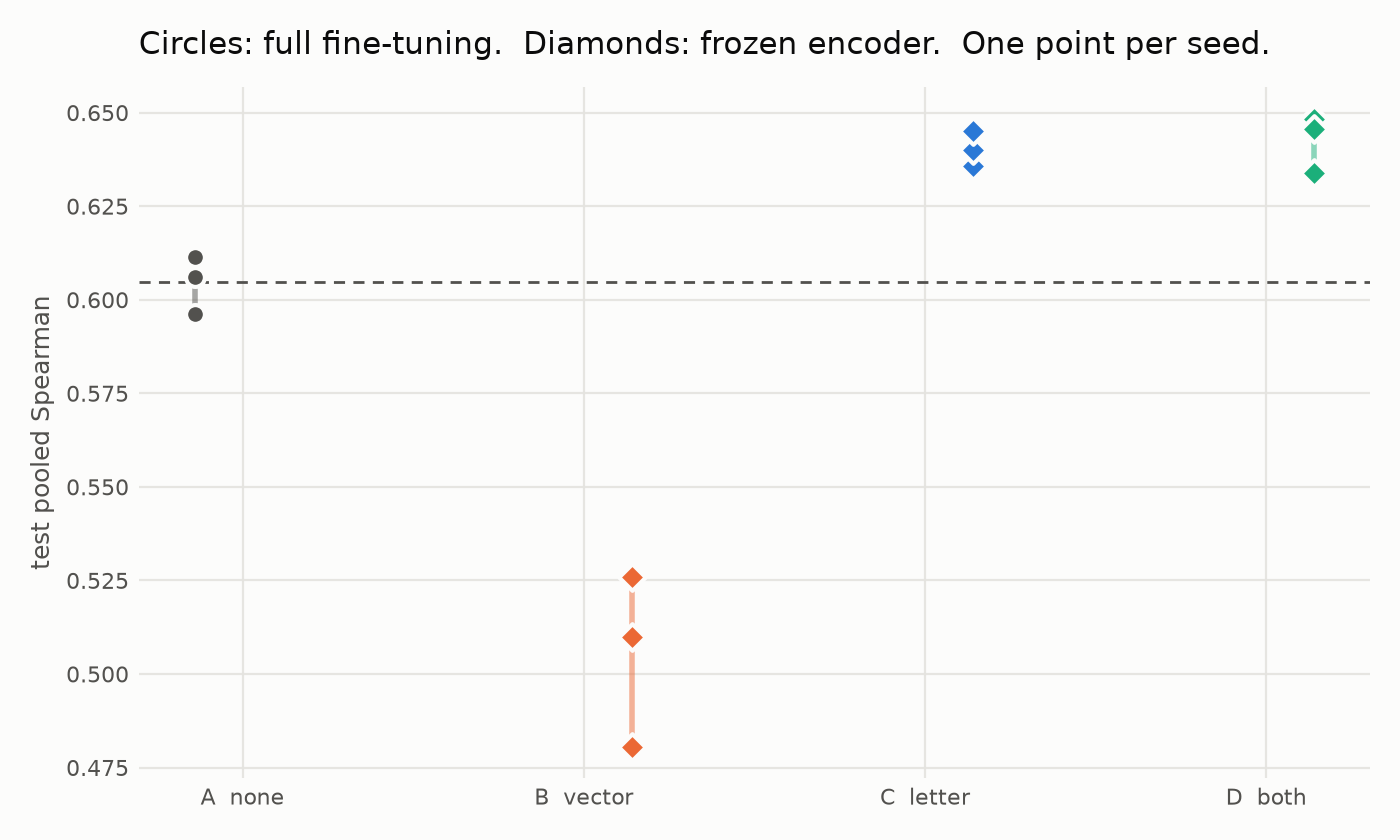 Circles: full fine-tuning.  Diamonds: frozen encoder.  One point per seed.
test pooled Spearman
0.650
0.625
0.600
0.575
0.550
0.525
0.500
0.475
A  none
B  vector
C  letter
D  both